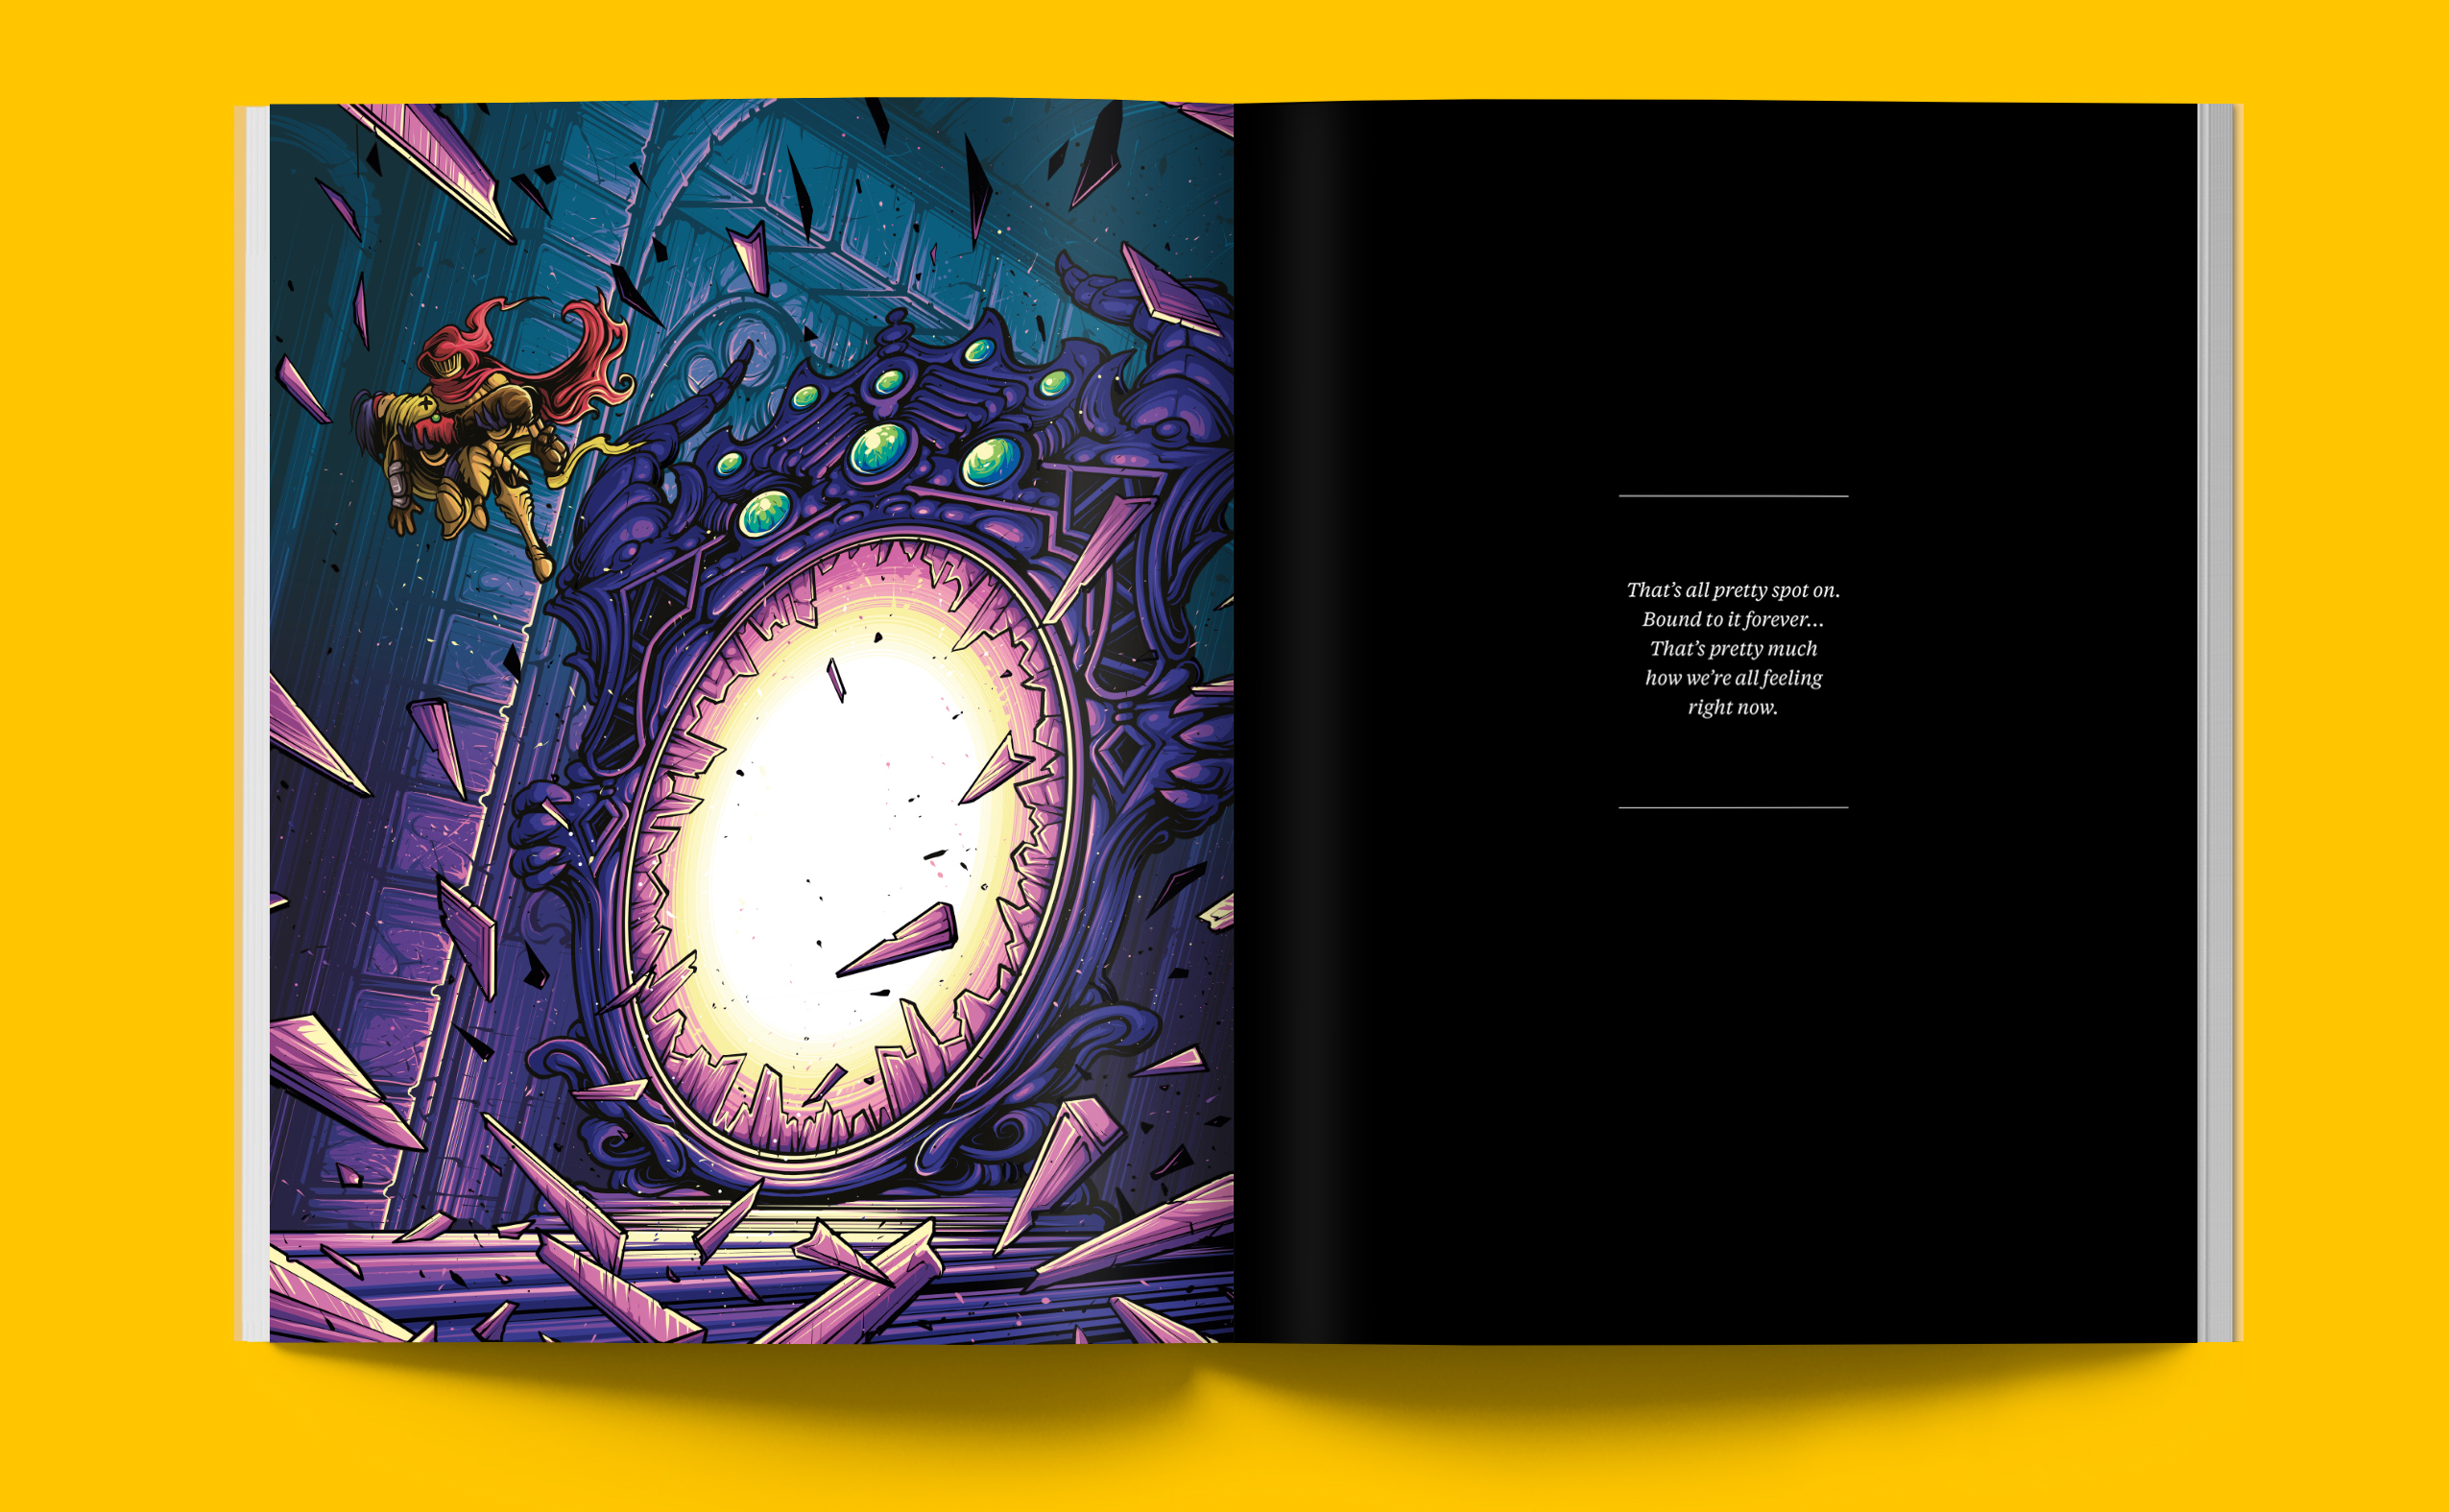 That’s all pretty spot on.
Bound to it forever…
That’s pretty much
how we’re all feeling
right now.